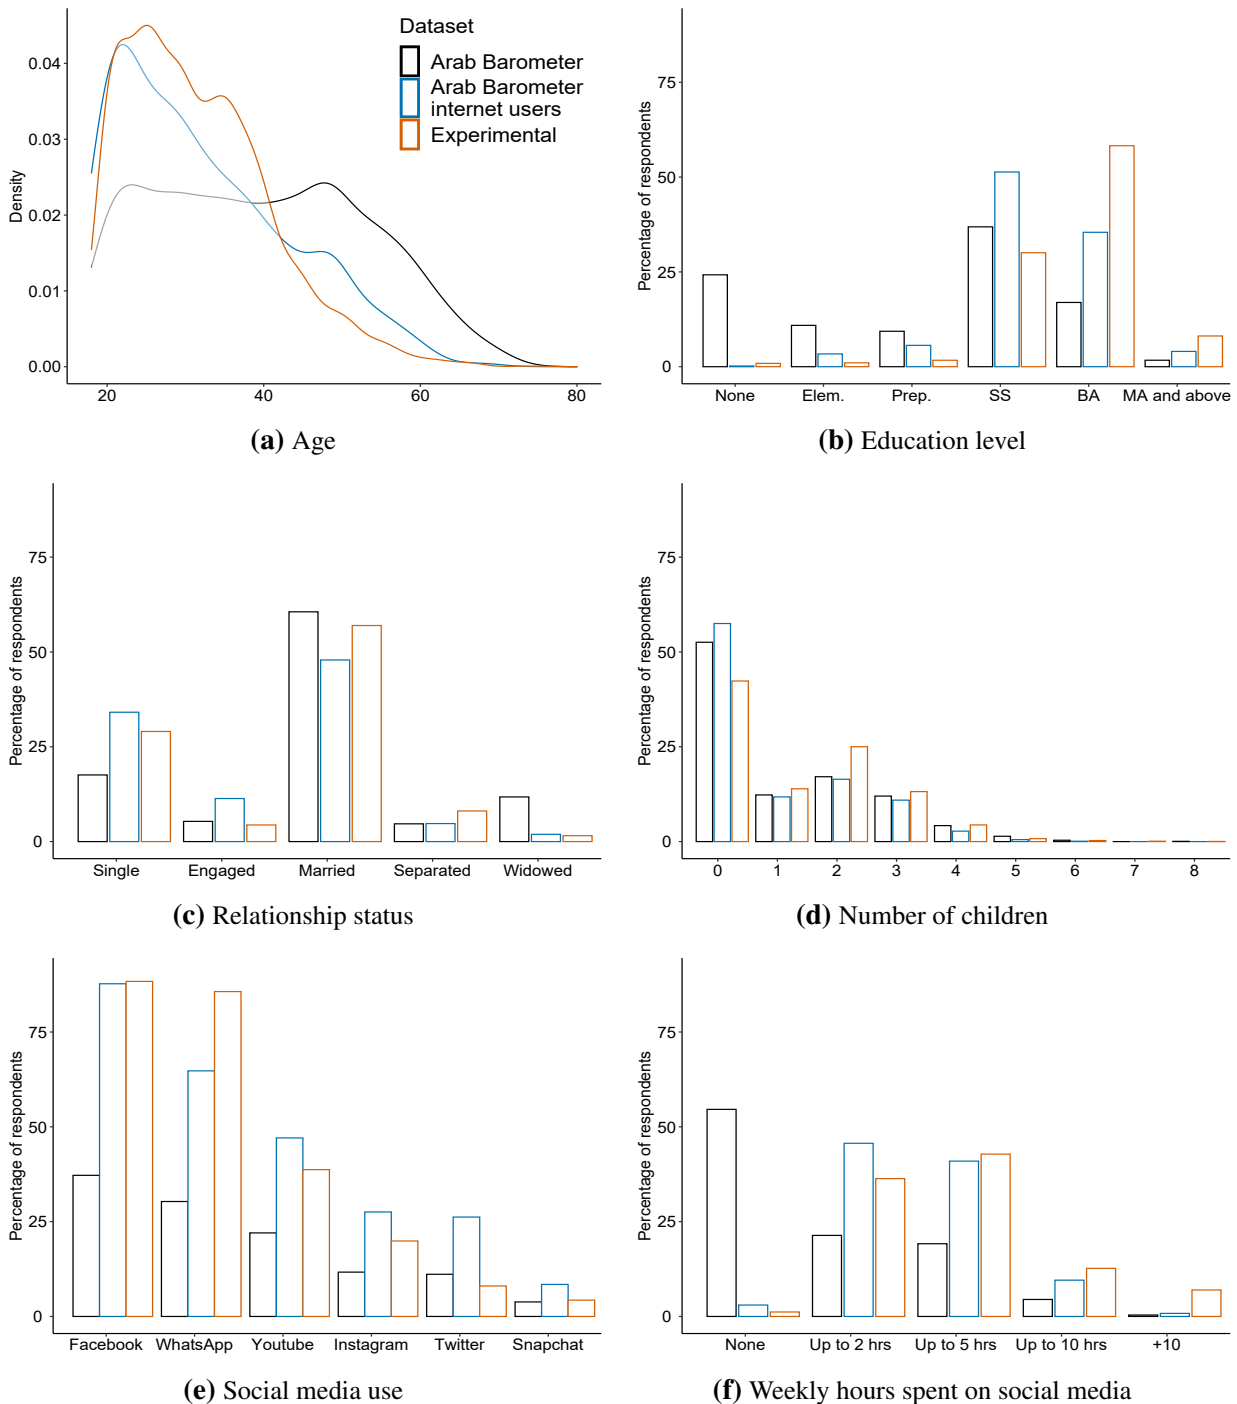 Dataset
Arab Barometer
Arab Barometer
internet users
Experimental
Density
0.04
0.03
0.02
0.01
0.00
20 40 60 80
(a) Age
Percentage of respondents
75
50
25
0
None Elem. Prep. SS BA MA and above
(b) Education level
Percentage of respondents
75
50
25
0
Single Engaged Married Separated Widowed
(c) Relationship status
Percentage of respondents
75
50
25
0
0 1 2 3 4 5 6 7 8
(d) Number of children
Percentage of respondents
75
50
25
0
Facebook WhatsApp Youtube Instagram Twitter Snapchat
(e) Social media use
Percentage of respondents
75
50
25
0
None Up to 2 hrs Up to 5 hrs Up to 10 hrs +10
(f) Weekly hours spent on social media